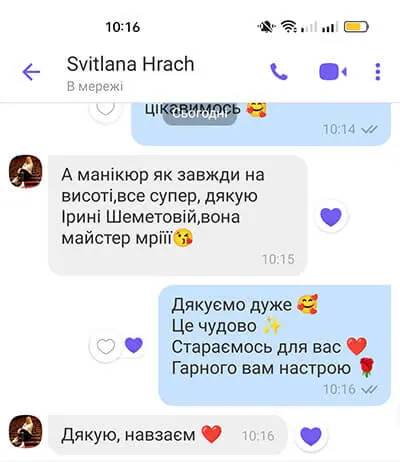 10:16
Svitlana Hrach
В мережі
цікавимось 🥰
Сьогодні
10:14
А манікюр як завжди на
висоті,все супер, дякую
Ірині Шеметовій,вона
майстер мріїї😘
10:15
Дякуємо дуже 🥰
Це чудово ✨
Стараємось для вас ❤️
Гарного вам настрою 🌹
10:16
Дякую, навзаєм ❤️
10:16